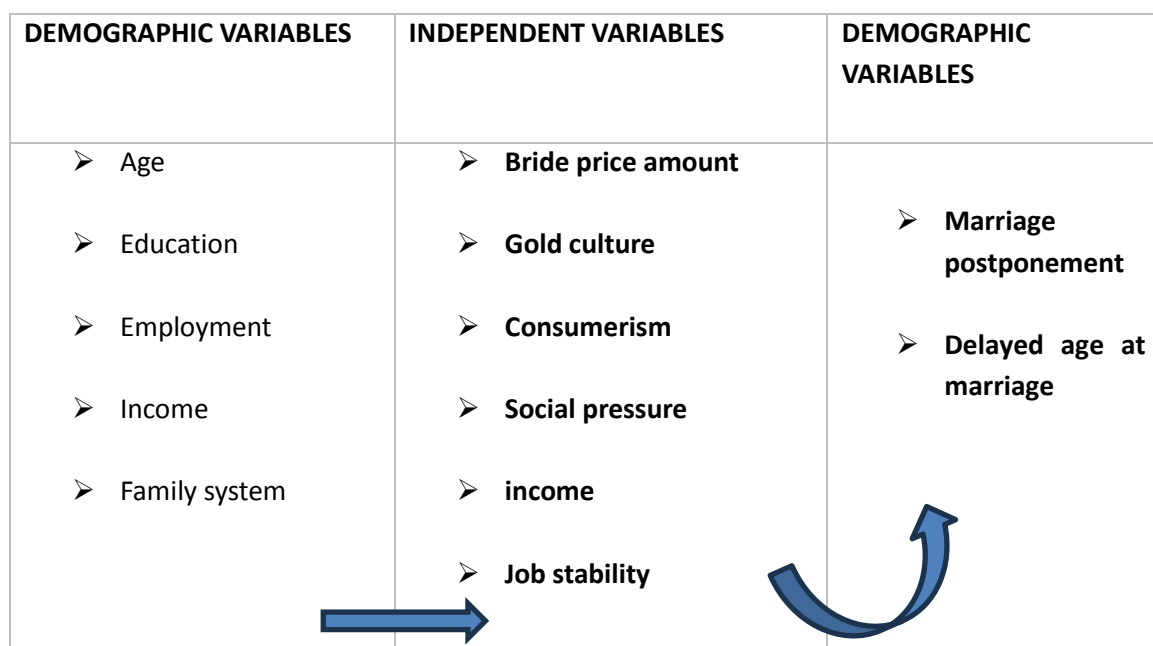 DEMOGRAPHIC VARIABLES
INDEPENDENT VARIABLES
DEMOGRAPHIC
VARIABLES
➢ Age
➢ Education
➢ Employment
➢ Income
➢ Family system
➢ Bride price amount
➢ Gold culture
➢ Consumerism
➢ Social pressure
➢ income
➢ Job stability
➢ Marriage
postponement
➢ Delayed age at
marriage